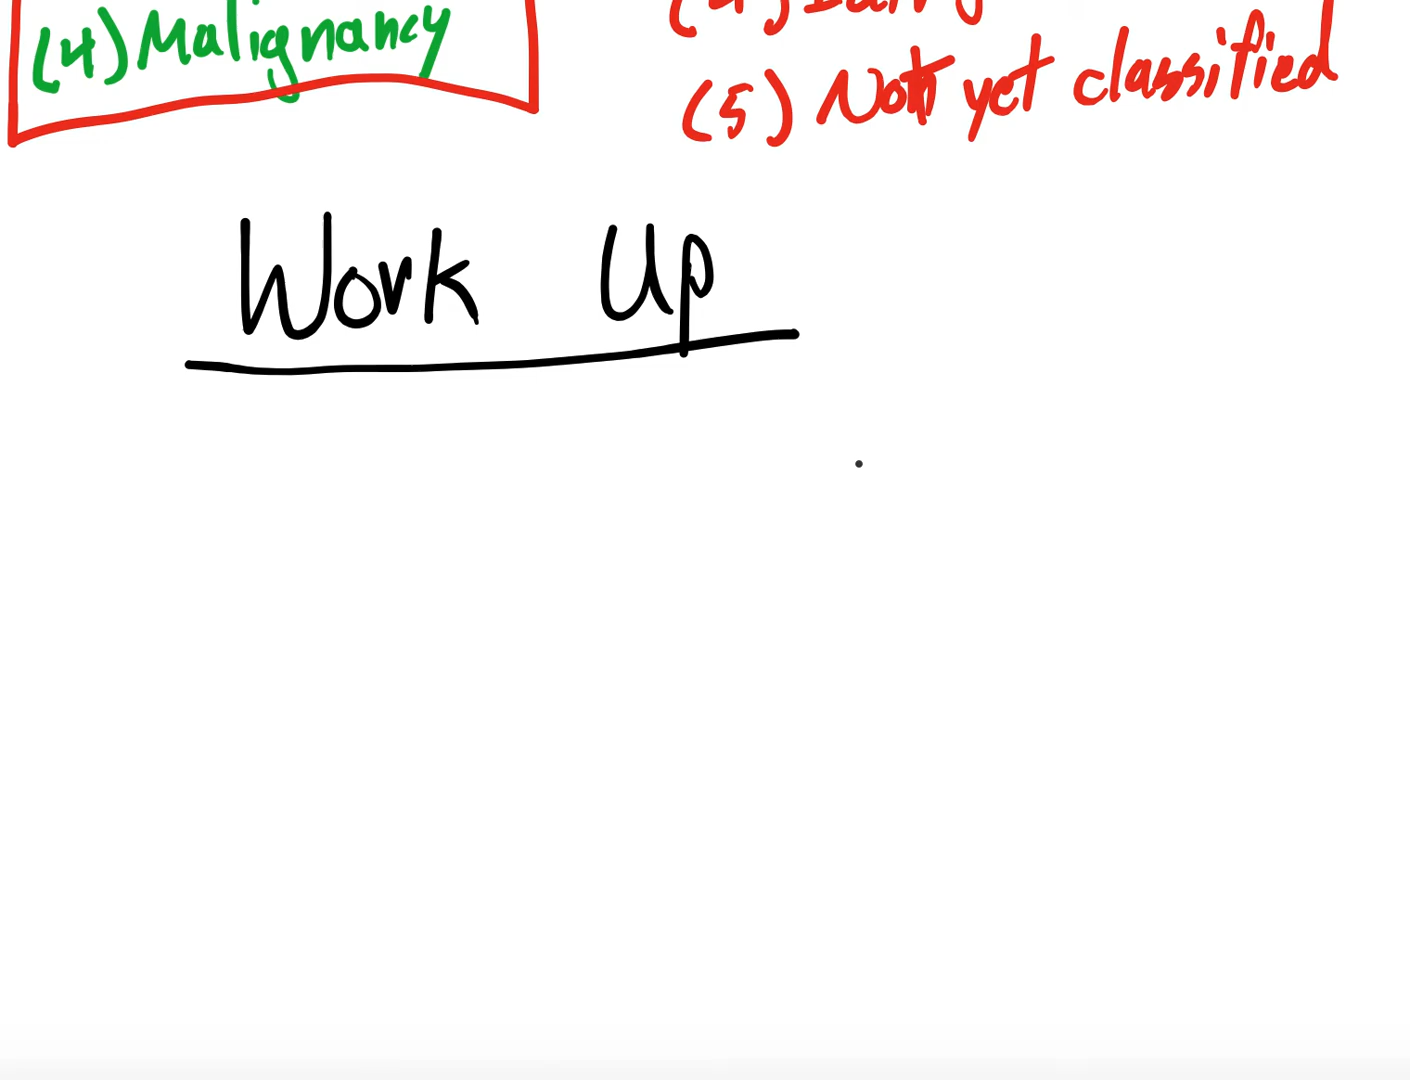 (4) Malignancy
(5) Not yet classified
Work Up